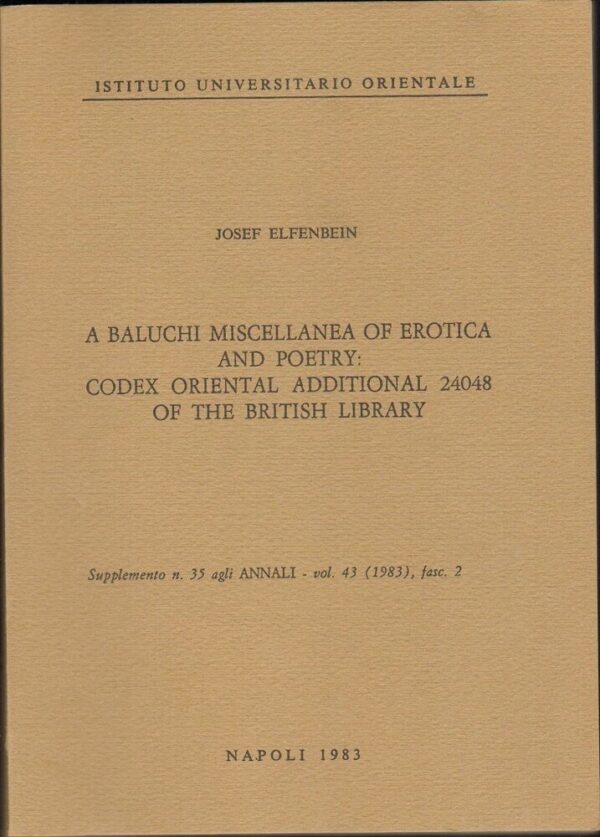 ISTITUTO UNIVERSITARIO ORIENTALE
JOSEF ELFENBEIN
A BALUCHI MISCELLANEA OF EROTICA
AND POETRY:
CODEX ORIENTAL ADDITIONAL 24048
OF THE BRITISH LIBRARY
Supplemento n. 35 agli ANNALI - vol. 43 (1983), fasc. 2
NAPOLI 1983